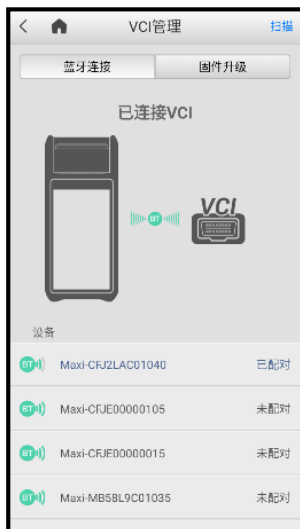 VCI管理
扫描
蓝牙连接
固件升级
已连接VCI
BT
VCI
设备
BT
Maxi-CFJ2LAC01040
已配对
BT
Maxi-CFJE00000105
未配对
BT
Maxi-CFJE00000015
未配对
BT
Maxi-MB58L9C01035
未配对